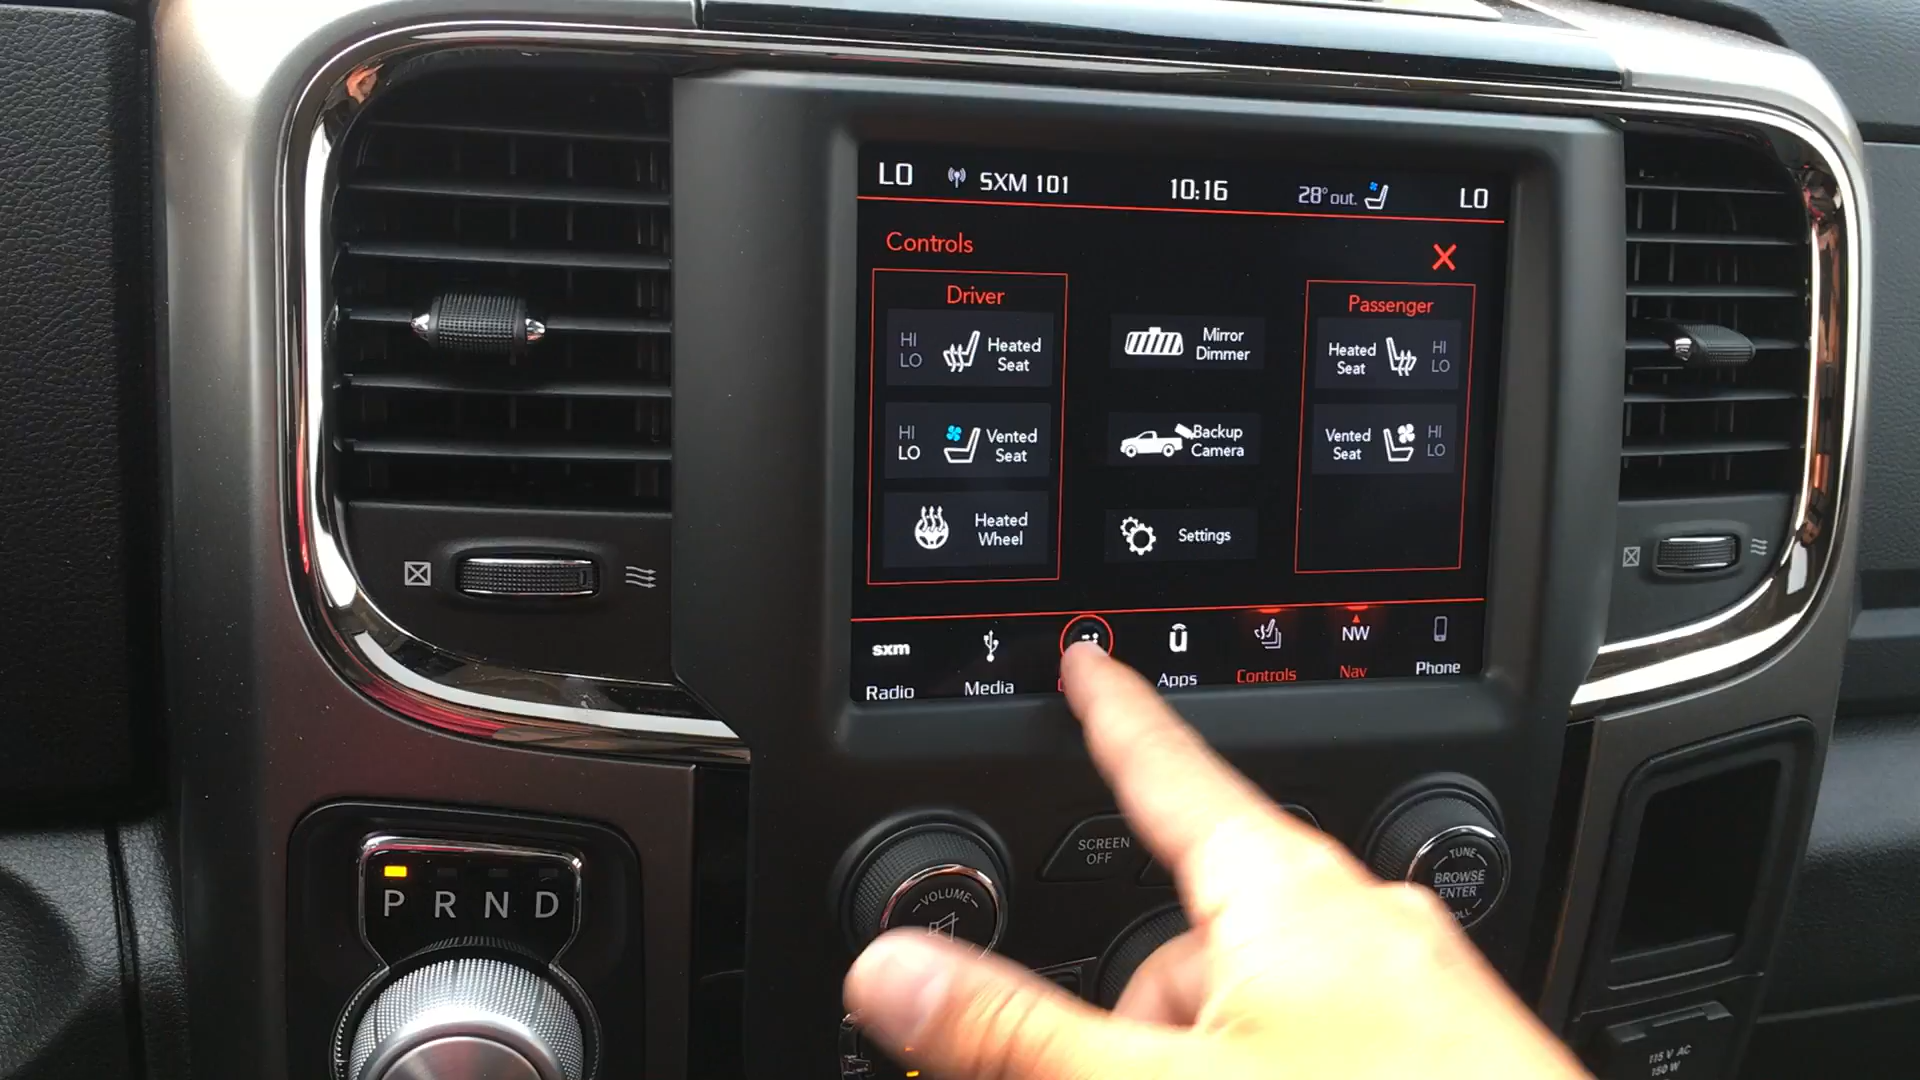 LO SXM 101 10:16 28° out. LO
Controls X
Driver
HI
LO
Heated
Seat
HI
LO
Vented
Seat
Heated
Wheel
Mirror
Dimmer
Backup
Camera
Settings
Passenger
Heated
Seat
HI
LO
Vented
Seat
HI
LO
sxm
Radio
Media
ü
Apps
Controls
NW
Nav
Phone
P R N D
VOLUME
SCREEN
OFF
TUNE
BROWSE
ENTER
115 V AC
150 W